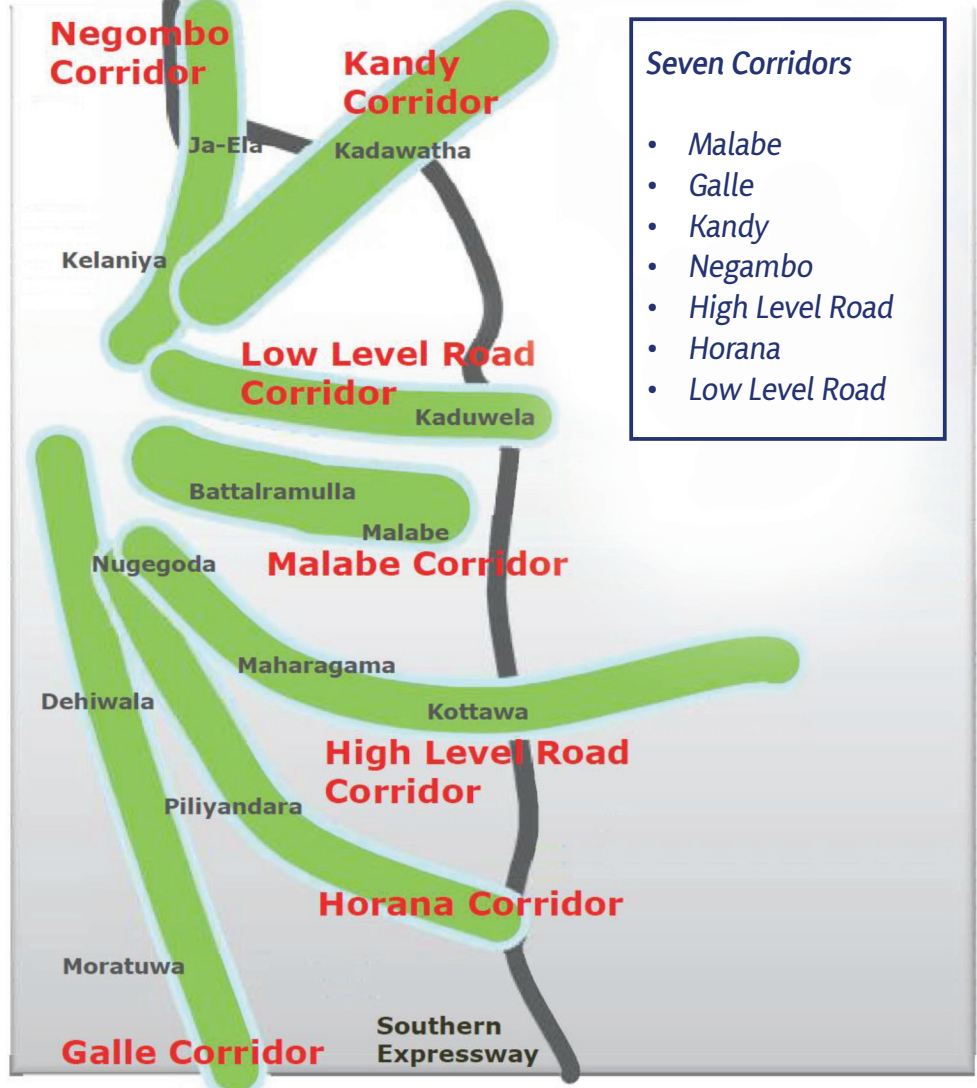 Negombo
Corridor
Kandy
Corridor
Ja-Ela
Kadawatha
Kelaniya
Low Level Road
Corridor
Kaduwela
Battalramulla
Malabe
Malabe Corridor
Nugegoda
Maharagama
Dehiwala
Kottawa
High Level Road
Corridor
Piliyandara
Horana Corridor
Moratuwa
Southern
Expressway
Galle Corridor
Seven Corridors
• Malabe
• Galle
• Kandy
• Negambo
• High Level Road
• Horana
• Low Level Road